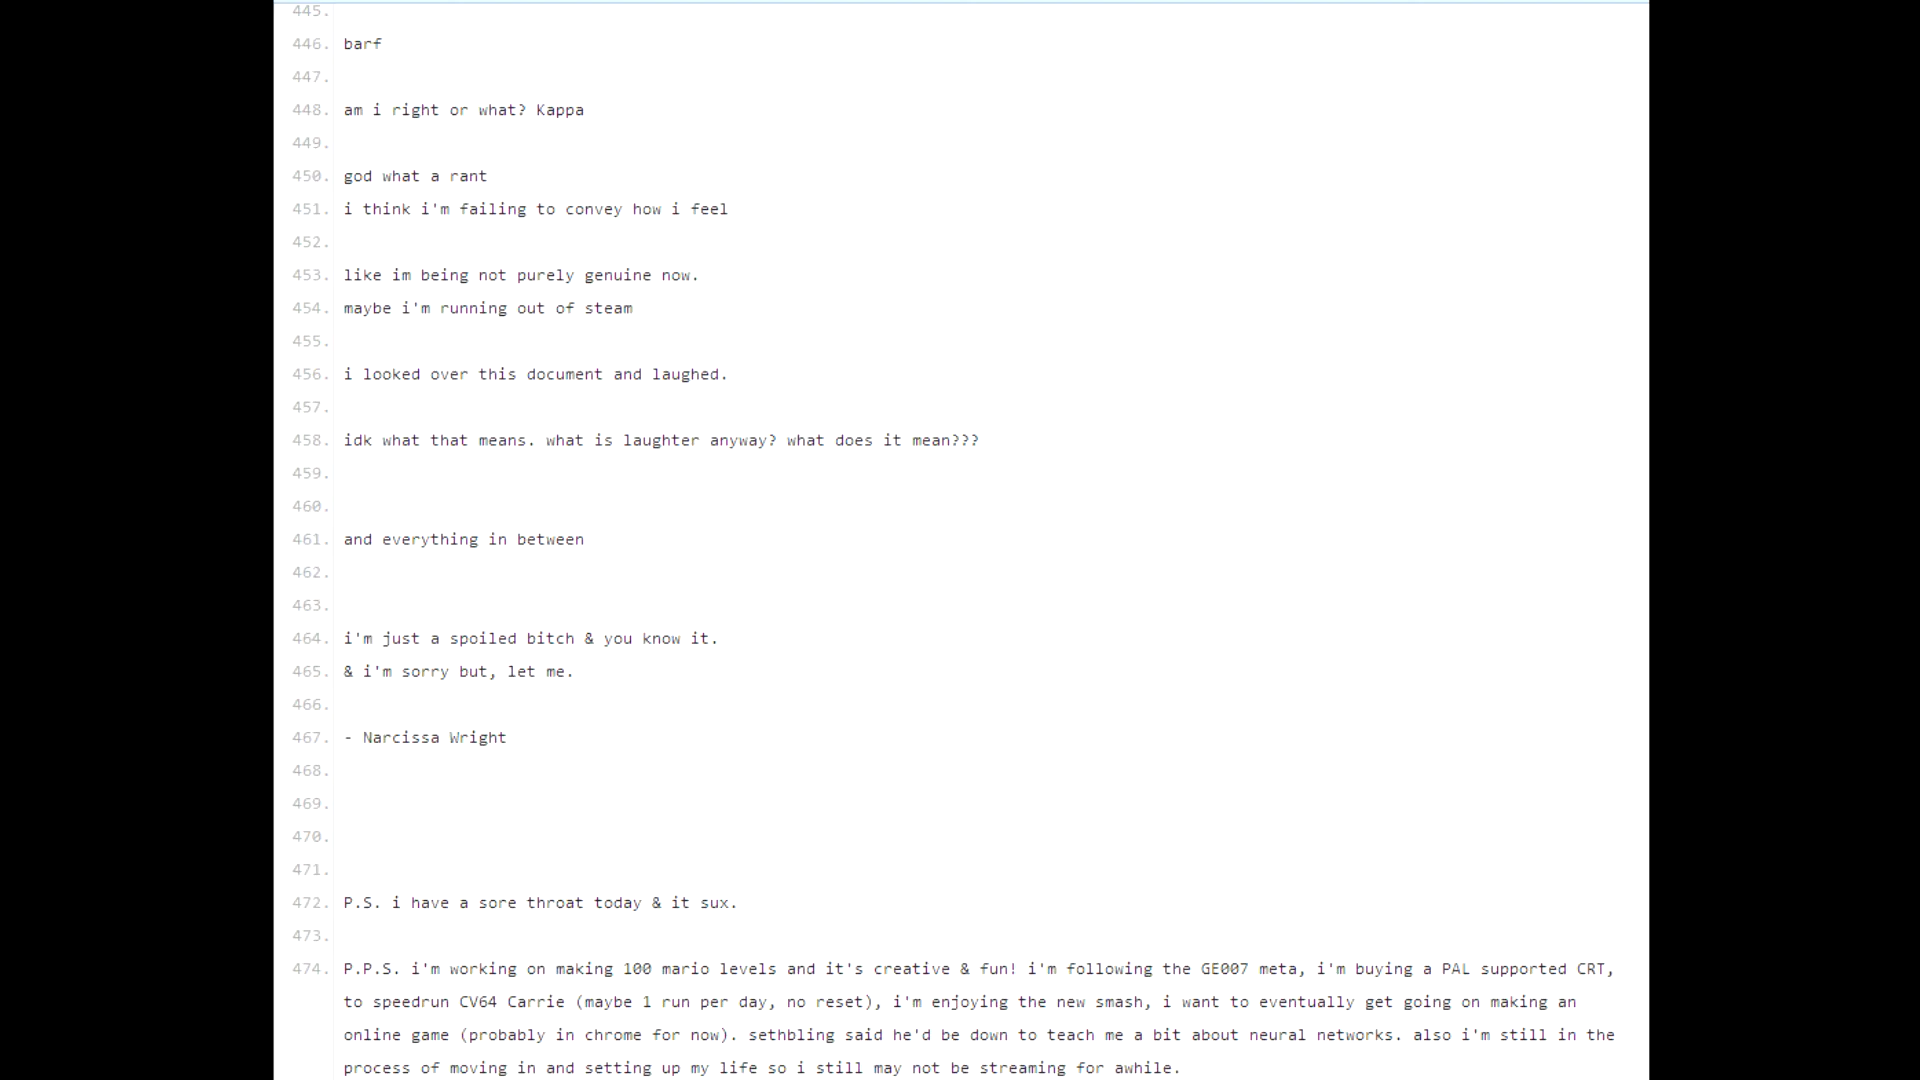 445.
446. barf
447.
448. am i right or what? Kappa
449.
450. god what a rant
451. i think i'm failing to convey how i feel
452.
453. like im being not purely genuine now.
454. maybe i'm running out of steam
455.
456. i looked over this document and laughed.
457.
458. idk what that means. what is laughter anyway? what does it mean???
459.
460.
461. and everything in between
462.
463.
464. i'm just a spoiled bitch & you know it.
465. & i'm sorry but, let me.
466.
467. - Narcissa Wright
468.
469.
470.
471.
472. P.S. i have a sore throat today & it sux.
473.
474. P.P.S. i'm working on making 100 mario levels and it's creative & fun! i'm following the GE007 meta, i'm buying a PAL supported CRT,
to speedrun CV64 Carrie (maybe 1 run per day, no reset), i'm enjoying the new smash, i want to eventually get going on making an
online game (probably in chrome for now). sethbling said he'd be down to teach me a bit about neural networks. also i'm still in the
process of moving in and setting up my life so i still may not be streaming for awhile.